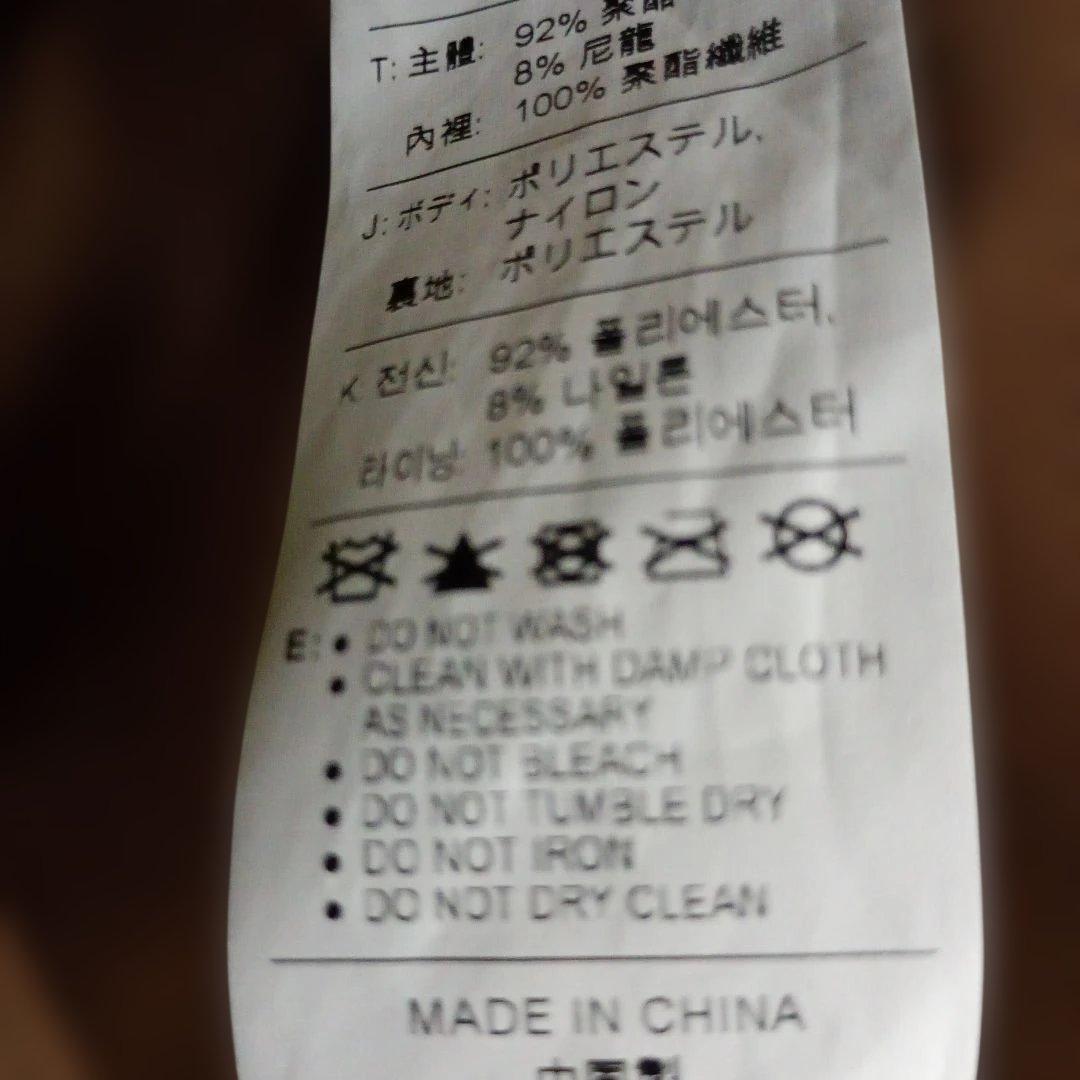 T: 主體: 92% 聚酯
8% 尼龍
內裡: 100% 聚酯纖維
J: ボディ: ポリエステル,
ナイロン
裏地: ポリエステル
K 전신: 92% 폴리에스터,
8% 나일론
라이닝: 100% 폴리에스터
E: • DO NOT WASH
• CLEAN WITH DAMP CLOTH
AS NECESSARY
• DO NOT BLEACH
• DO NOT TUMBLE DRY
• DO NOT IRON
• DO NOT DRY CLEAN
MADE IN CHINA